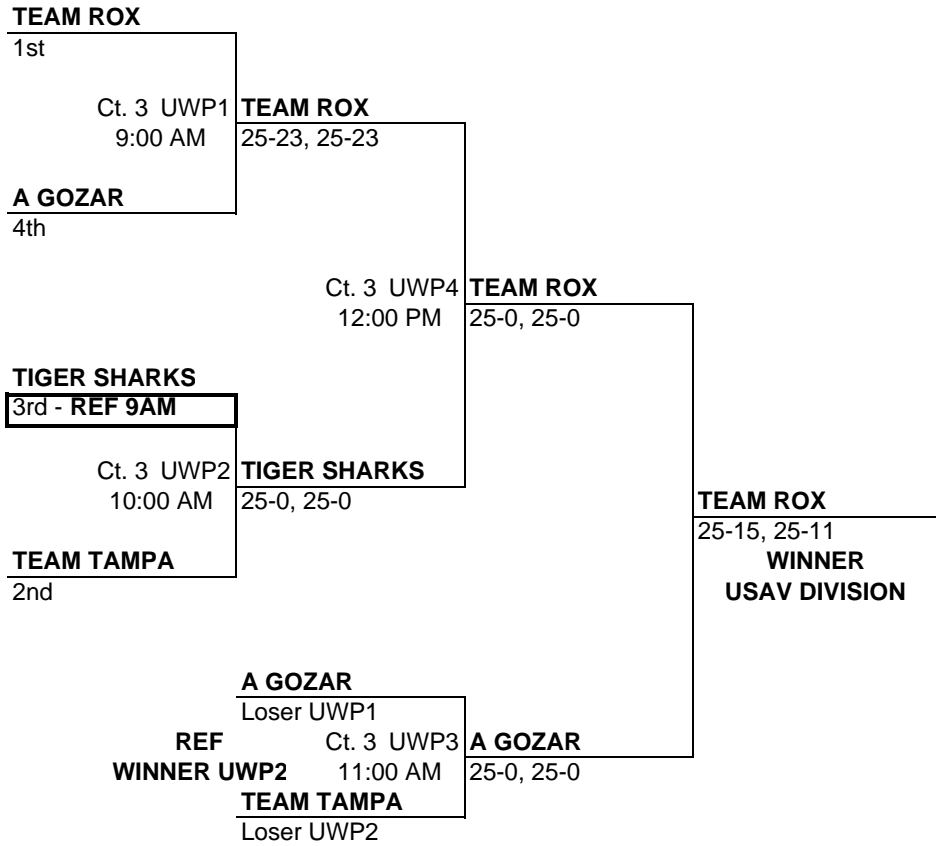 TEAM ROX
1st
Ct. 3 UWP1 TEAM ROX
9:00 AM 25-23, 25-23
A GOZAR
4th
Ct. 3 UWP4 TEAM ROX
12:00 PM 25-0, 25-0
TIGER SHARKS
3rd - REF 9AM
Ct. 3 UWP2 TIGER SHARKS
10:00 AM 25-0, 25-0
TEAM ROX
25-15, 25-11
TEAM TAMPA WINNER
2nd USAV DIVISION
A GOZAR
Loser UWP1
REF Ct. 3 UWP3 A GOZAR
WINNER UWP2 11:00 AM 25-0, 25-0
TEAM TAMPA
Loser UWP2